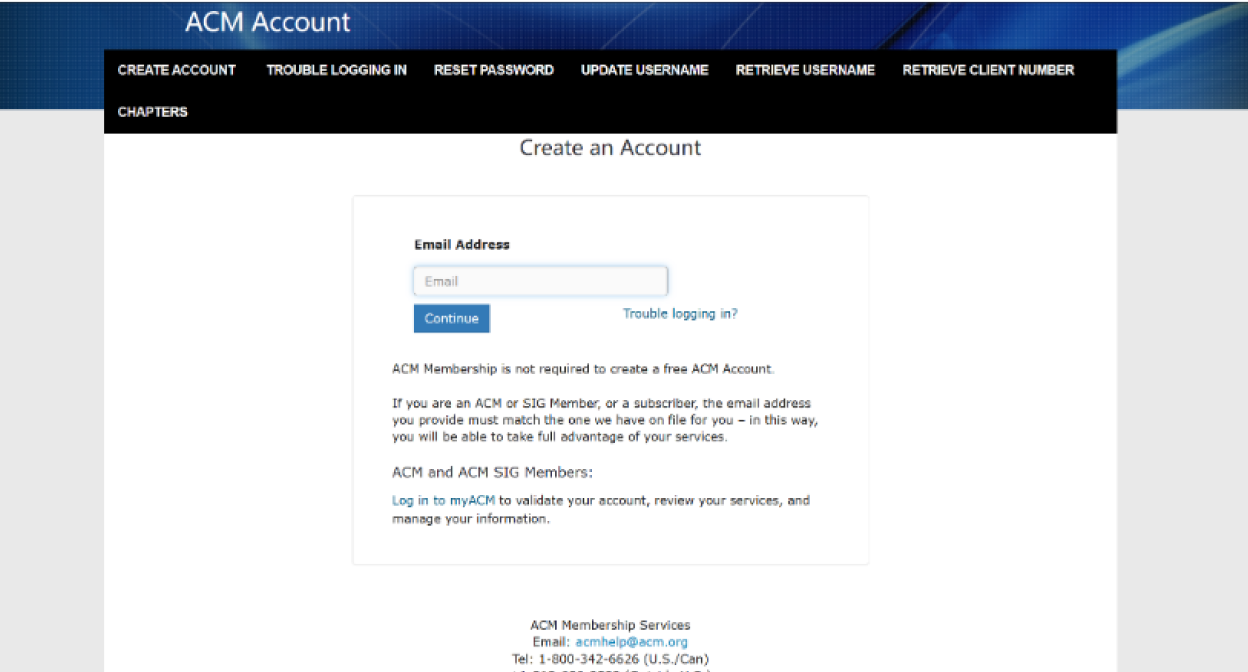 ACM Account
CREATE ACCOUNT TROUBLE LOGGING IN RESET PASSWORD UPDATE USERNAME RETRIEVE USERNAME RETRIEVE CLIENT NUMBER
CHAPTERS
Create an Account
Email Address
Email
Continue Trouble logging in?
ACM Membership is not required to create a free ACM Account.
If you are an ACM or SIG Member, or a subscriber, the email address
you provide must match the one we have on file for you – in this way,
you will be able to take full advantage of your services.
ACM and ACM SIG Members:
Log in to myACM to validate your account, review your services, and
manage your information.
ACM Membership Services
Email: acmhelp@acm.org
Tel: 1-800-342-6626 (U.S./Can)